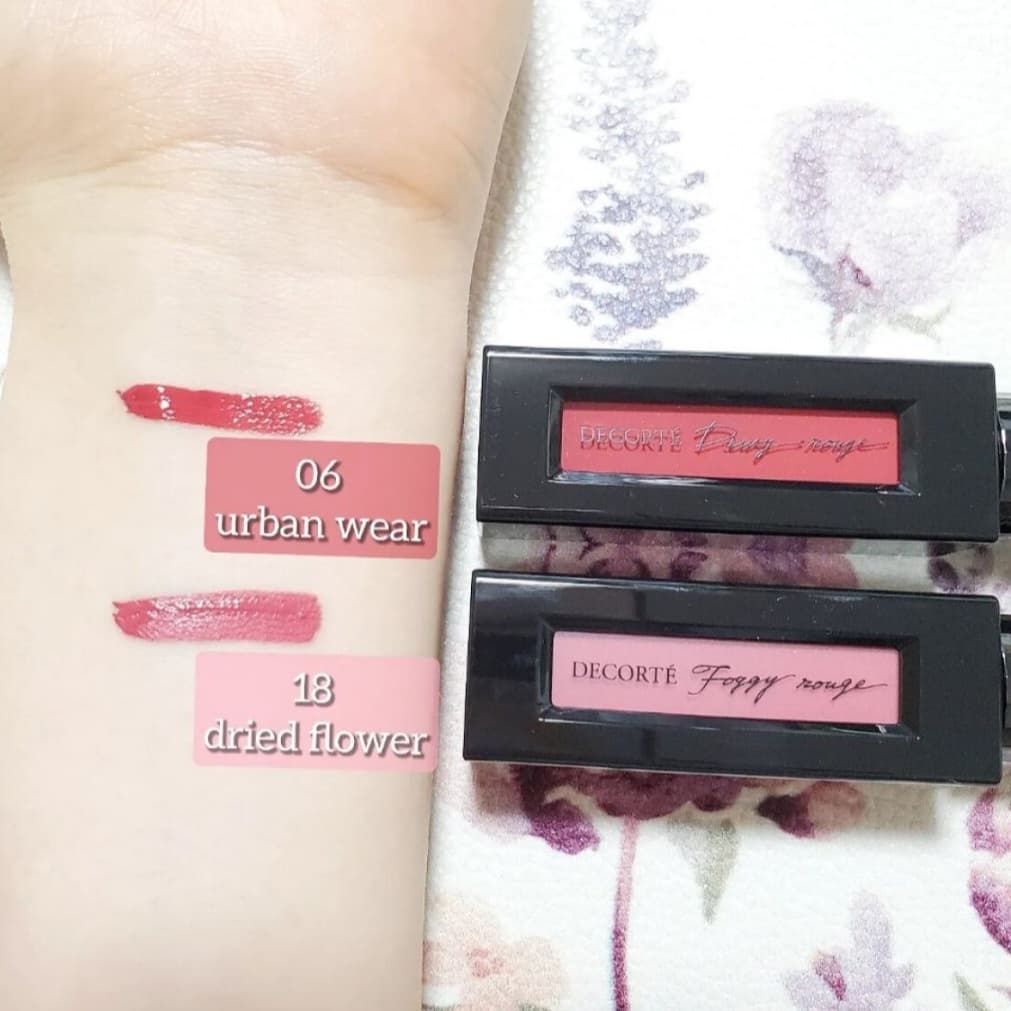 DECORTÉ Dewy rouge
06
urban wear
DECORTÉ Foggy rouge
18
dried flower